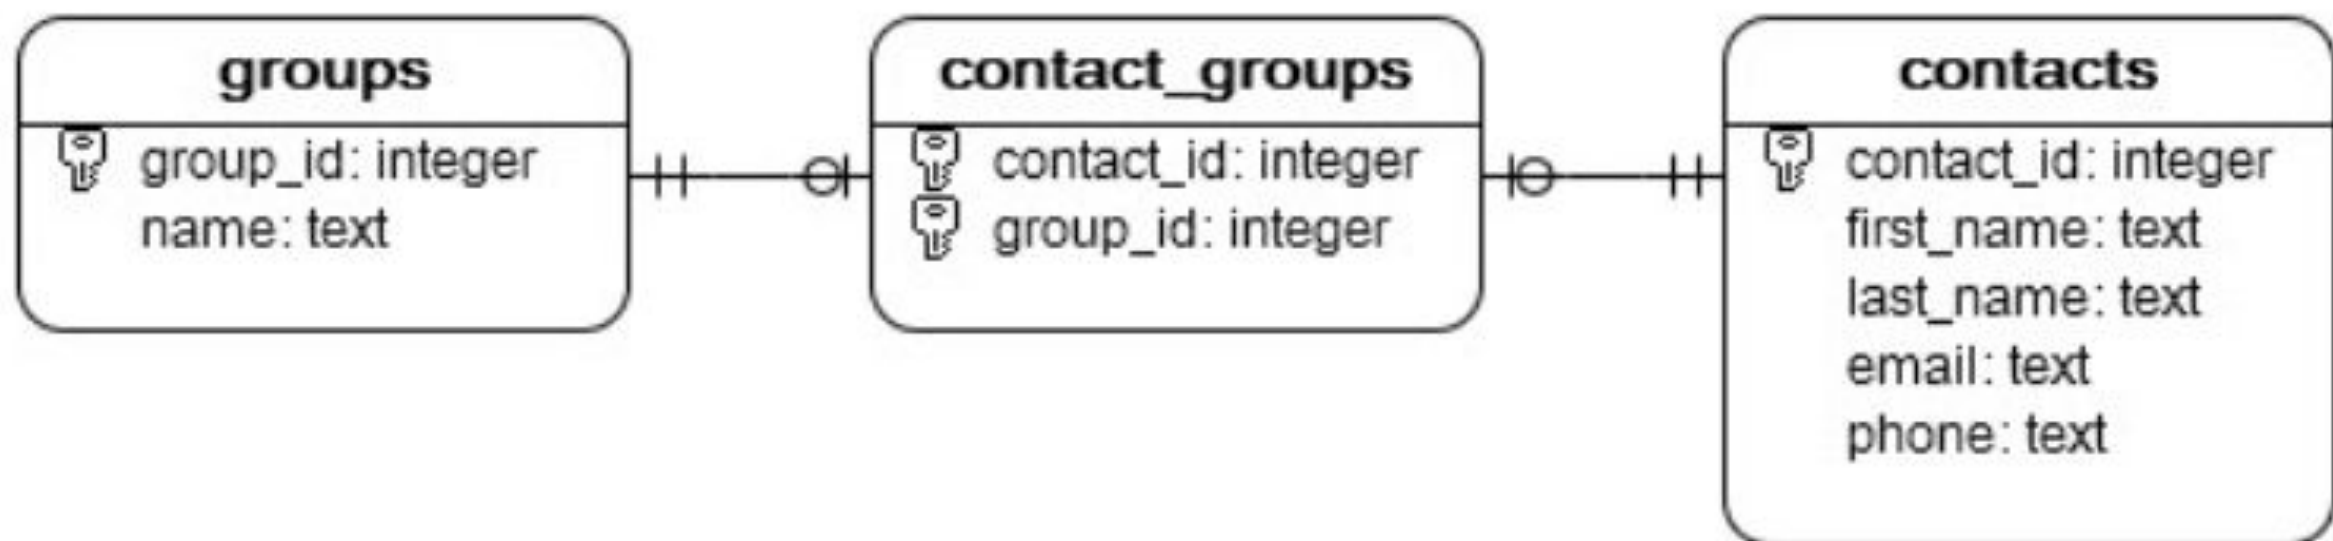 groups
group_id: integer
name: text
contact_groups
contact_id: integer
group_id: integer
contacts
contact_id: integer
first_name: text
last_name: text
email: text
phone: text